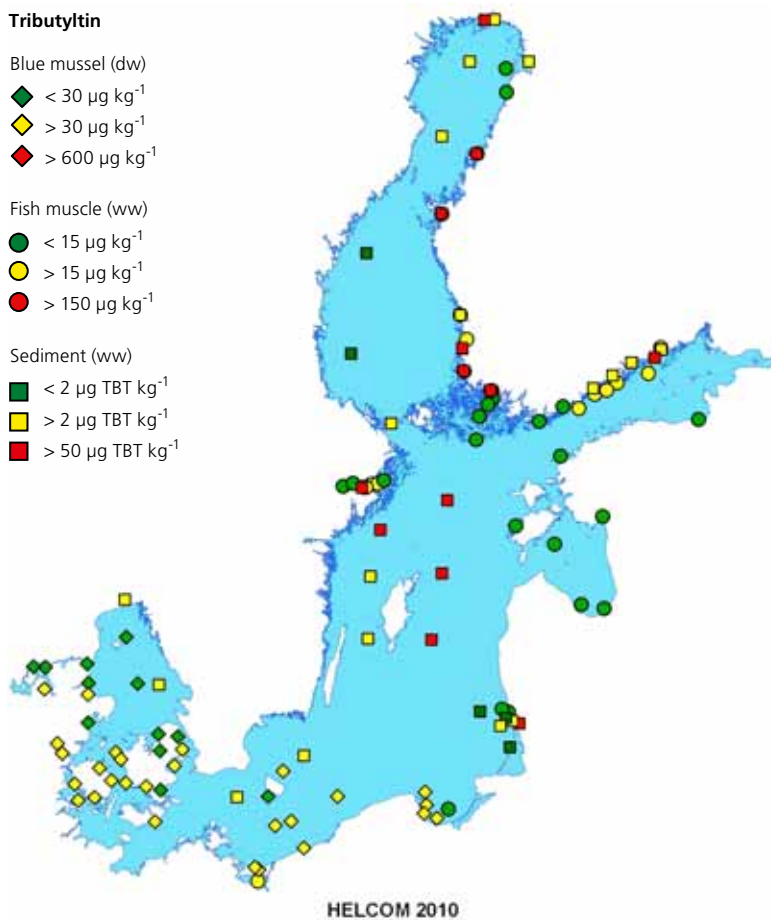 Tributyltin
Blue mussel (dw)
< 30 µg kg⁻¹
> 30 µg kg⁻¹
> 600 µg kg⁻¹
Fish muscle (ww)
< 15 µg kg⁻¹
> 15 µg kg⁻¹
> 150 µg kg⁻¹
Sediment (ww)
< 2 µg TBT kg⁻¹
> 2 µg TBT kg⁻¹
> 50 µg TBT kg⁻¹
HELCOM 2010